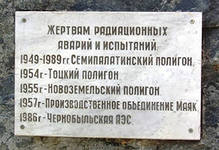 ЖЕРТВАМ РАДИАЦИОННЫХ
АВАРИЙ И ИСПЫТАНИЙ.
1949-1989гг. СЕМИПАЛАТИНСКИЙ ПОЛИГОН
1954г-ТОЦКИЙ ПОЛИГОН
1955г-НОВОЗЕМЕЛЬСКИЙ ПОЛИГОН
1957г-ПРОИЗВОДСТВЕННОЕ ОБЪЕДИНЕНИЕ МАЯК
1986г-ЧЕРНОБЫЛЬСКАЯ АЭС